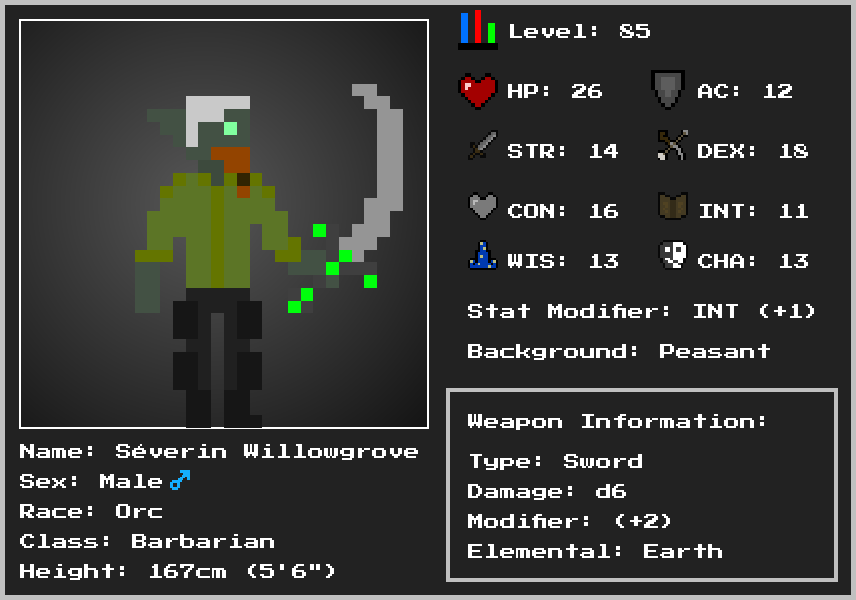 Level: 85
HP: 26 AC: 12
STR: 14 DEX: 18
CON: 16 INT: 11
WIS: 13 CHA: 13
Stat Modifier: INT (+1)
Background: Peasant
Weapon Information:
Type: Sword
Damage: d6
Modifier: (+2)
Elemental: Earth
Name: Séverin Willowgrove
Sex: Male ♂
Race: Orc
Class: Barbarian
Height: 167cm (5'6")